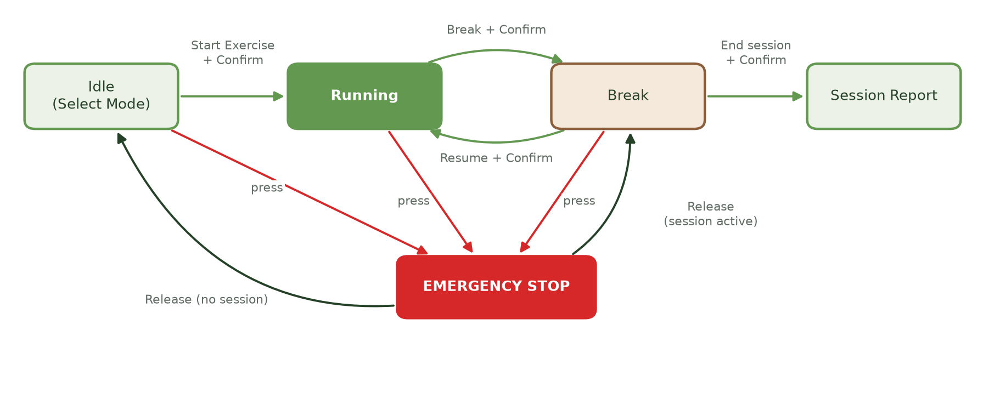 Break + Confirm
Start Exercise
+ Confirm
End session
+ Confirm
Idle
(Select Mode)
Running
Break
Session Report
Resume + Confirm
press
press
press
Release
(session active)
EMERGENCY STOP
Release (no session)